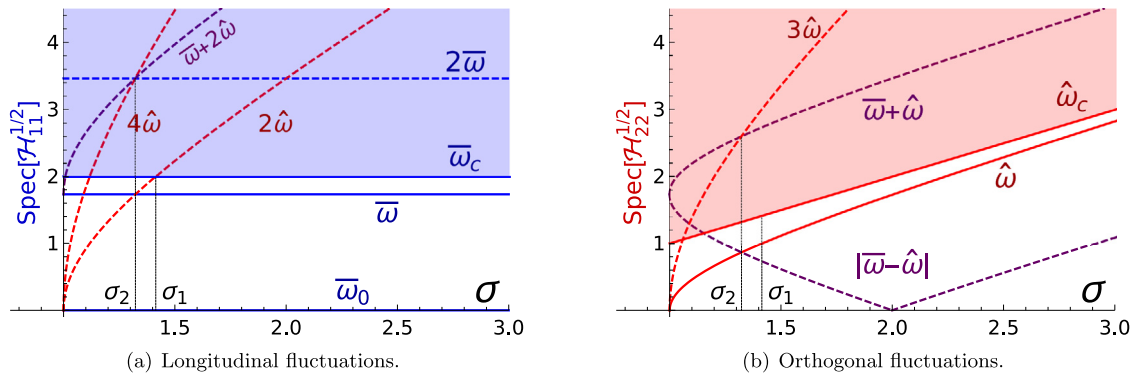 Spec[ℋ₁₁^{1/2}]
4
3
2
1
ω̅+2ω̂
2ω̅
4ω̂
2ω̂
ω̅_c
ω̅
σ₂
σ₁
ω̅₀
σ
1.5
2.0
2.5
3.0
(a) Longitudinal fluctuations.
Spec[ℋ₂₂^{1/2}]
4
3
2
1
3ω̂
ω̅+ω̂
ω̂_c
ω̂
|ω̅−ω̂|
σ₂
σ₁
σ
1.5
2.0
2.5
3.0
(b) Orthogonal fluctuations.